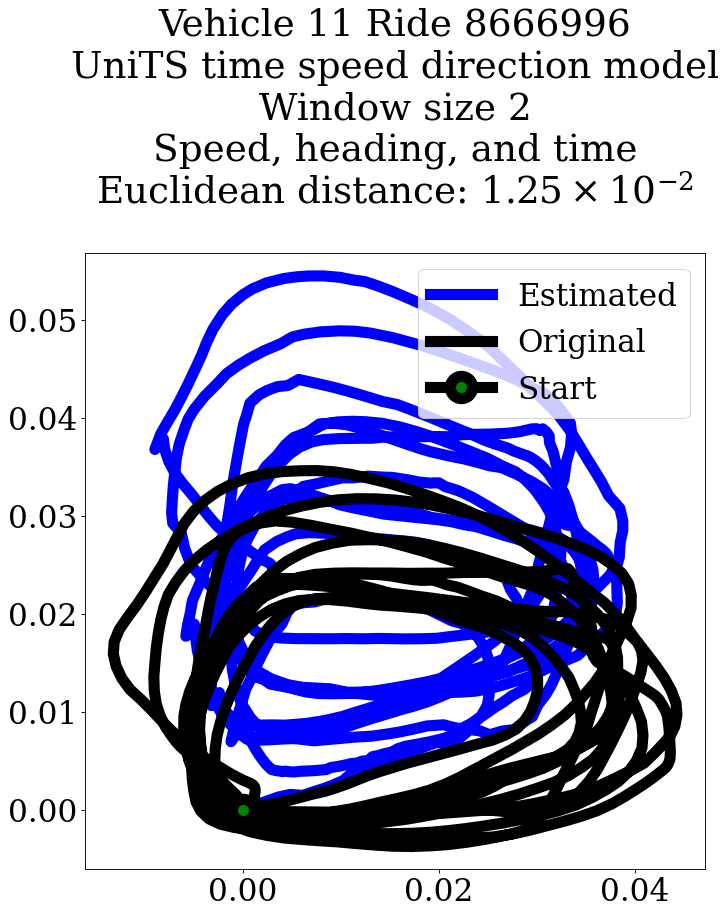 Vehicle 11 Ride 8666996
UniTS time speed direction model
Window size 2
Speed, heading, and time
Euclidean distance: 1.25 × 10⁻²
Estimated
Original
Start
0.05
0.04
0.03
0.02
0.01
0.00
0.00 0.02 0.04